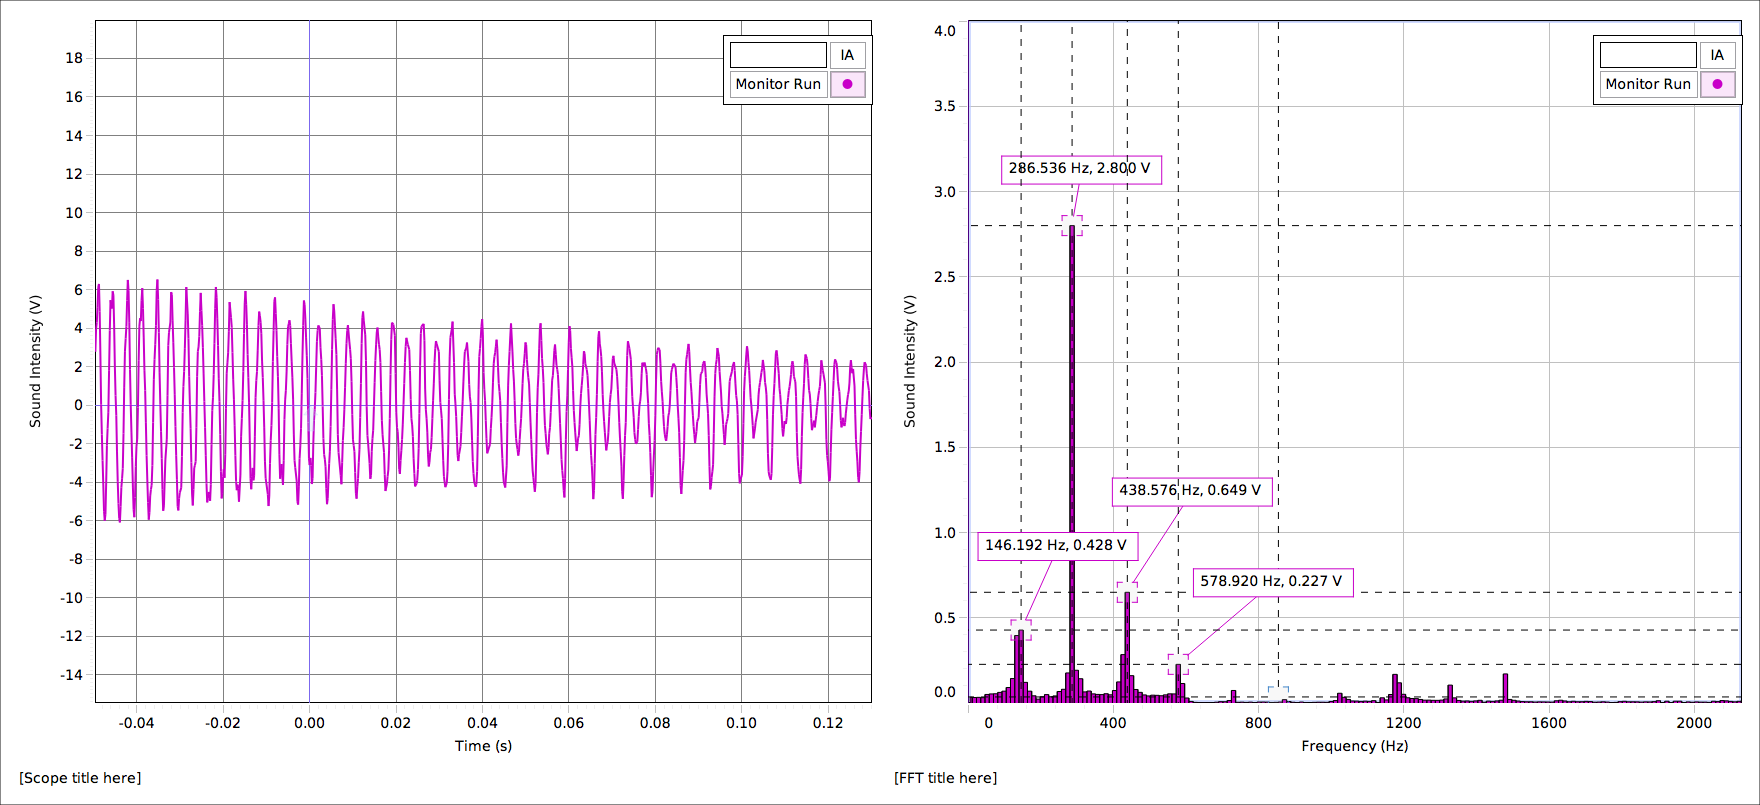 IA
Monitor Run
18
16
14
12
10
8
6
4
2
0
-2
-4
-6
-8
-10
-12
-14
Sound Intensity (V)
-0.04 -0.02 0.00 0.02 0.04 0.06 0.08 0.10 0.12
Time (s)
[Scope title here]
IA
Monitor Run
4.0
3.5
3.0
2.5
2.0
1.5
1.0
0.5
0.0
Sound Intensity (V)
286.536 Hz, 2.800 V
438.576 Hz, 0.649 V
146.192 Hz, 0.428 V
578.920 Hz, 0.227 V
0 400 800 1200 1600 2000
Frequency (Hz)
[FFT title here]